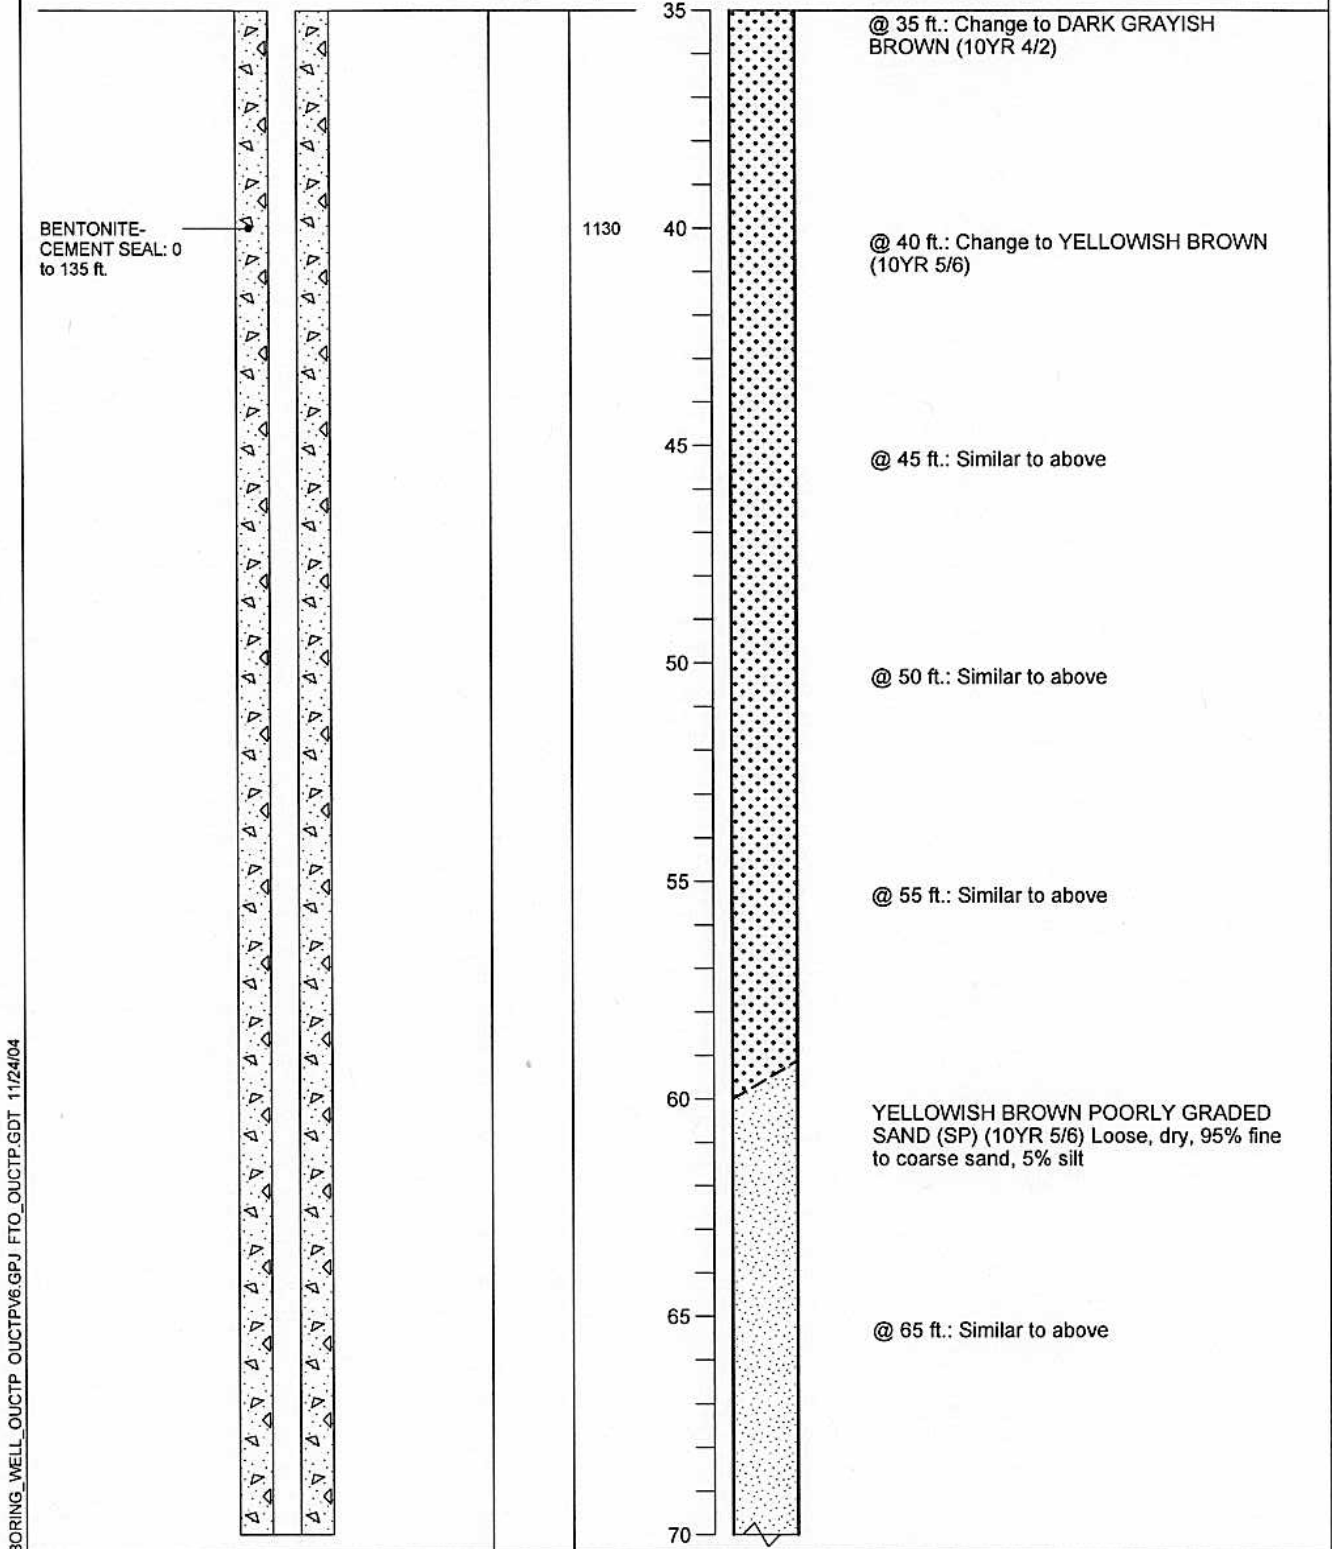 35
@ 35 ft.: Change to DARK GRAYISH
BROWN (10YR 4/2)
BENTONITE-
CEMENT SEAL: 0
to 135 ft.
1130
40
@ 40 ft.: Change to YELLOWISH BROWN
(10YR 5/6)
45
@ 45 ft.: Similar to above
50
@ 50 ft.: Similar to above
55
@ 55 ft.: Similar to above
60
YELLOWISH BROWN POORLY GRADED
SAND (SP) (10YR 5/6) Loose, dry, 95% fine
to coarse sand, 5% silt
65
@ 65 ft.: Similar to above
70
BORING_WELL_OUCTP OUCTPV6.GPJ FTO_OUCTP.GDT 11/24/04